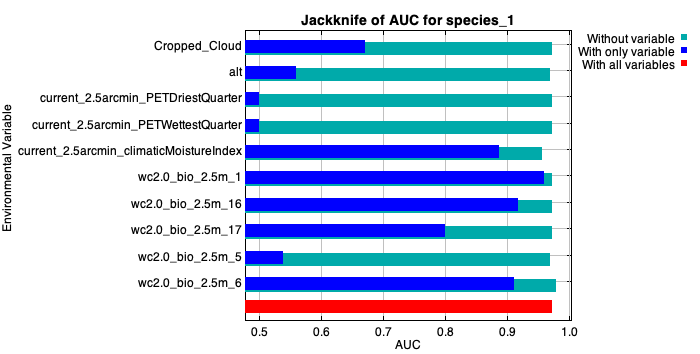 Jackknife of AUC for species_1
Without variable
With only variable
With all variables
Environmental Variable
Cropped_Cloud
alt
current_2.5arcmin_PETDriestQuarter
current_2.5arcmin_PETWettestQuarter
current_2.5arcmin_climaticMoistureIndex
wc2.0_bio_2.5m_1
wc2.0_bio_2.5m_16
wc2.0_bio_2.5m_17
wc2.0_bio_2.5m_5
wc2.0_bio_2.5m_6
0.5 0.6 0.7 0.8 0.9 1.0
AUC